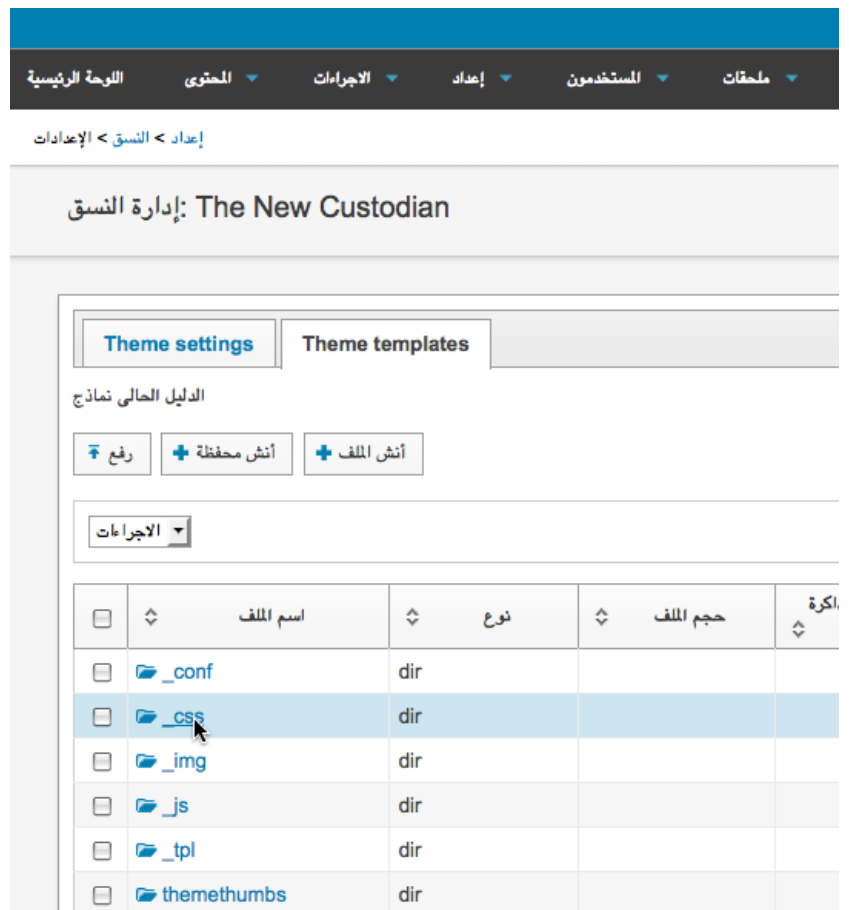 اللوحة الرئيسية المحتوى الاجراءات إعداد المستخدمون ملحقات
إعداد > النسق > الإعدادات
إدارة النسق: The New Custodian
Theme settings Theme templates
الدليل الحالي نماذج
رفع أنش محفظة أنش الملف
الاجراءات
اسم الملف نوع حجم الملف
_conf dir
_css dir
_img dir
_js dir
_tpl dir
themethumbs dir